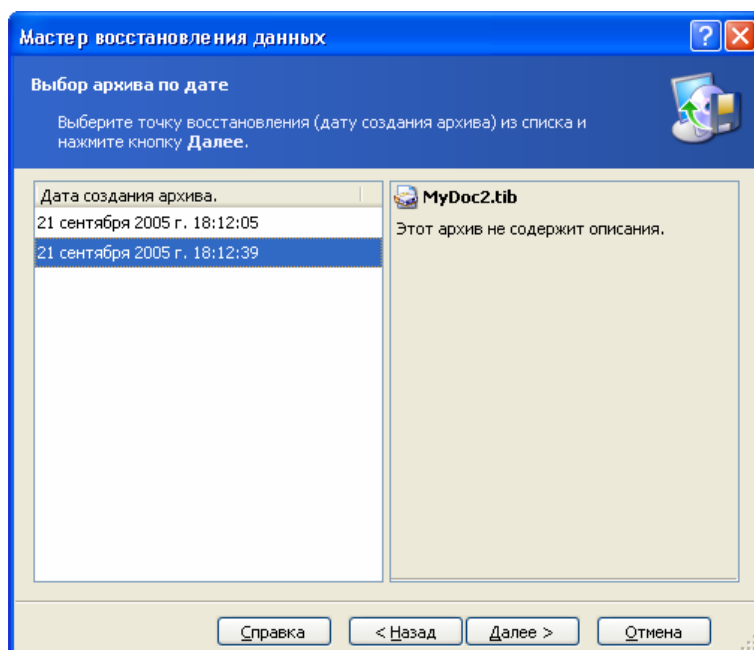 Мастер восстановления данных
Выбор архива по дате
Выберите точку восстановления (дату создания архива) из списка и
нажмите кнопку Далее.
Дата создания архива.
21 сентября 2005 г. 18:12:05
21 сентября 2005 г. 18:12:39
MyDoc2.tib
Этот архив не содержит описания.
Справка
< Назад
Далее >
Отмена